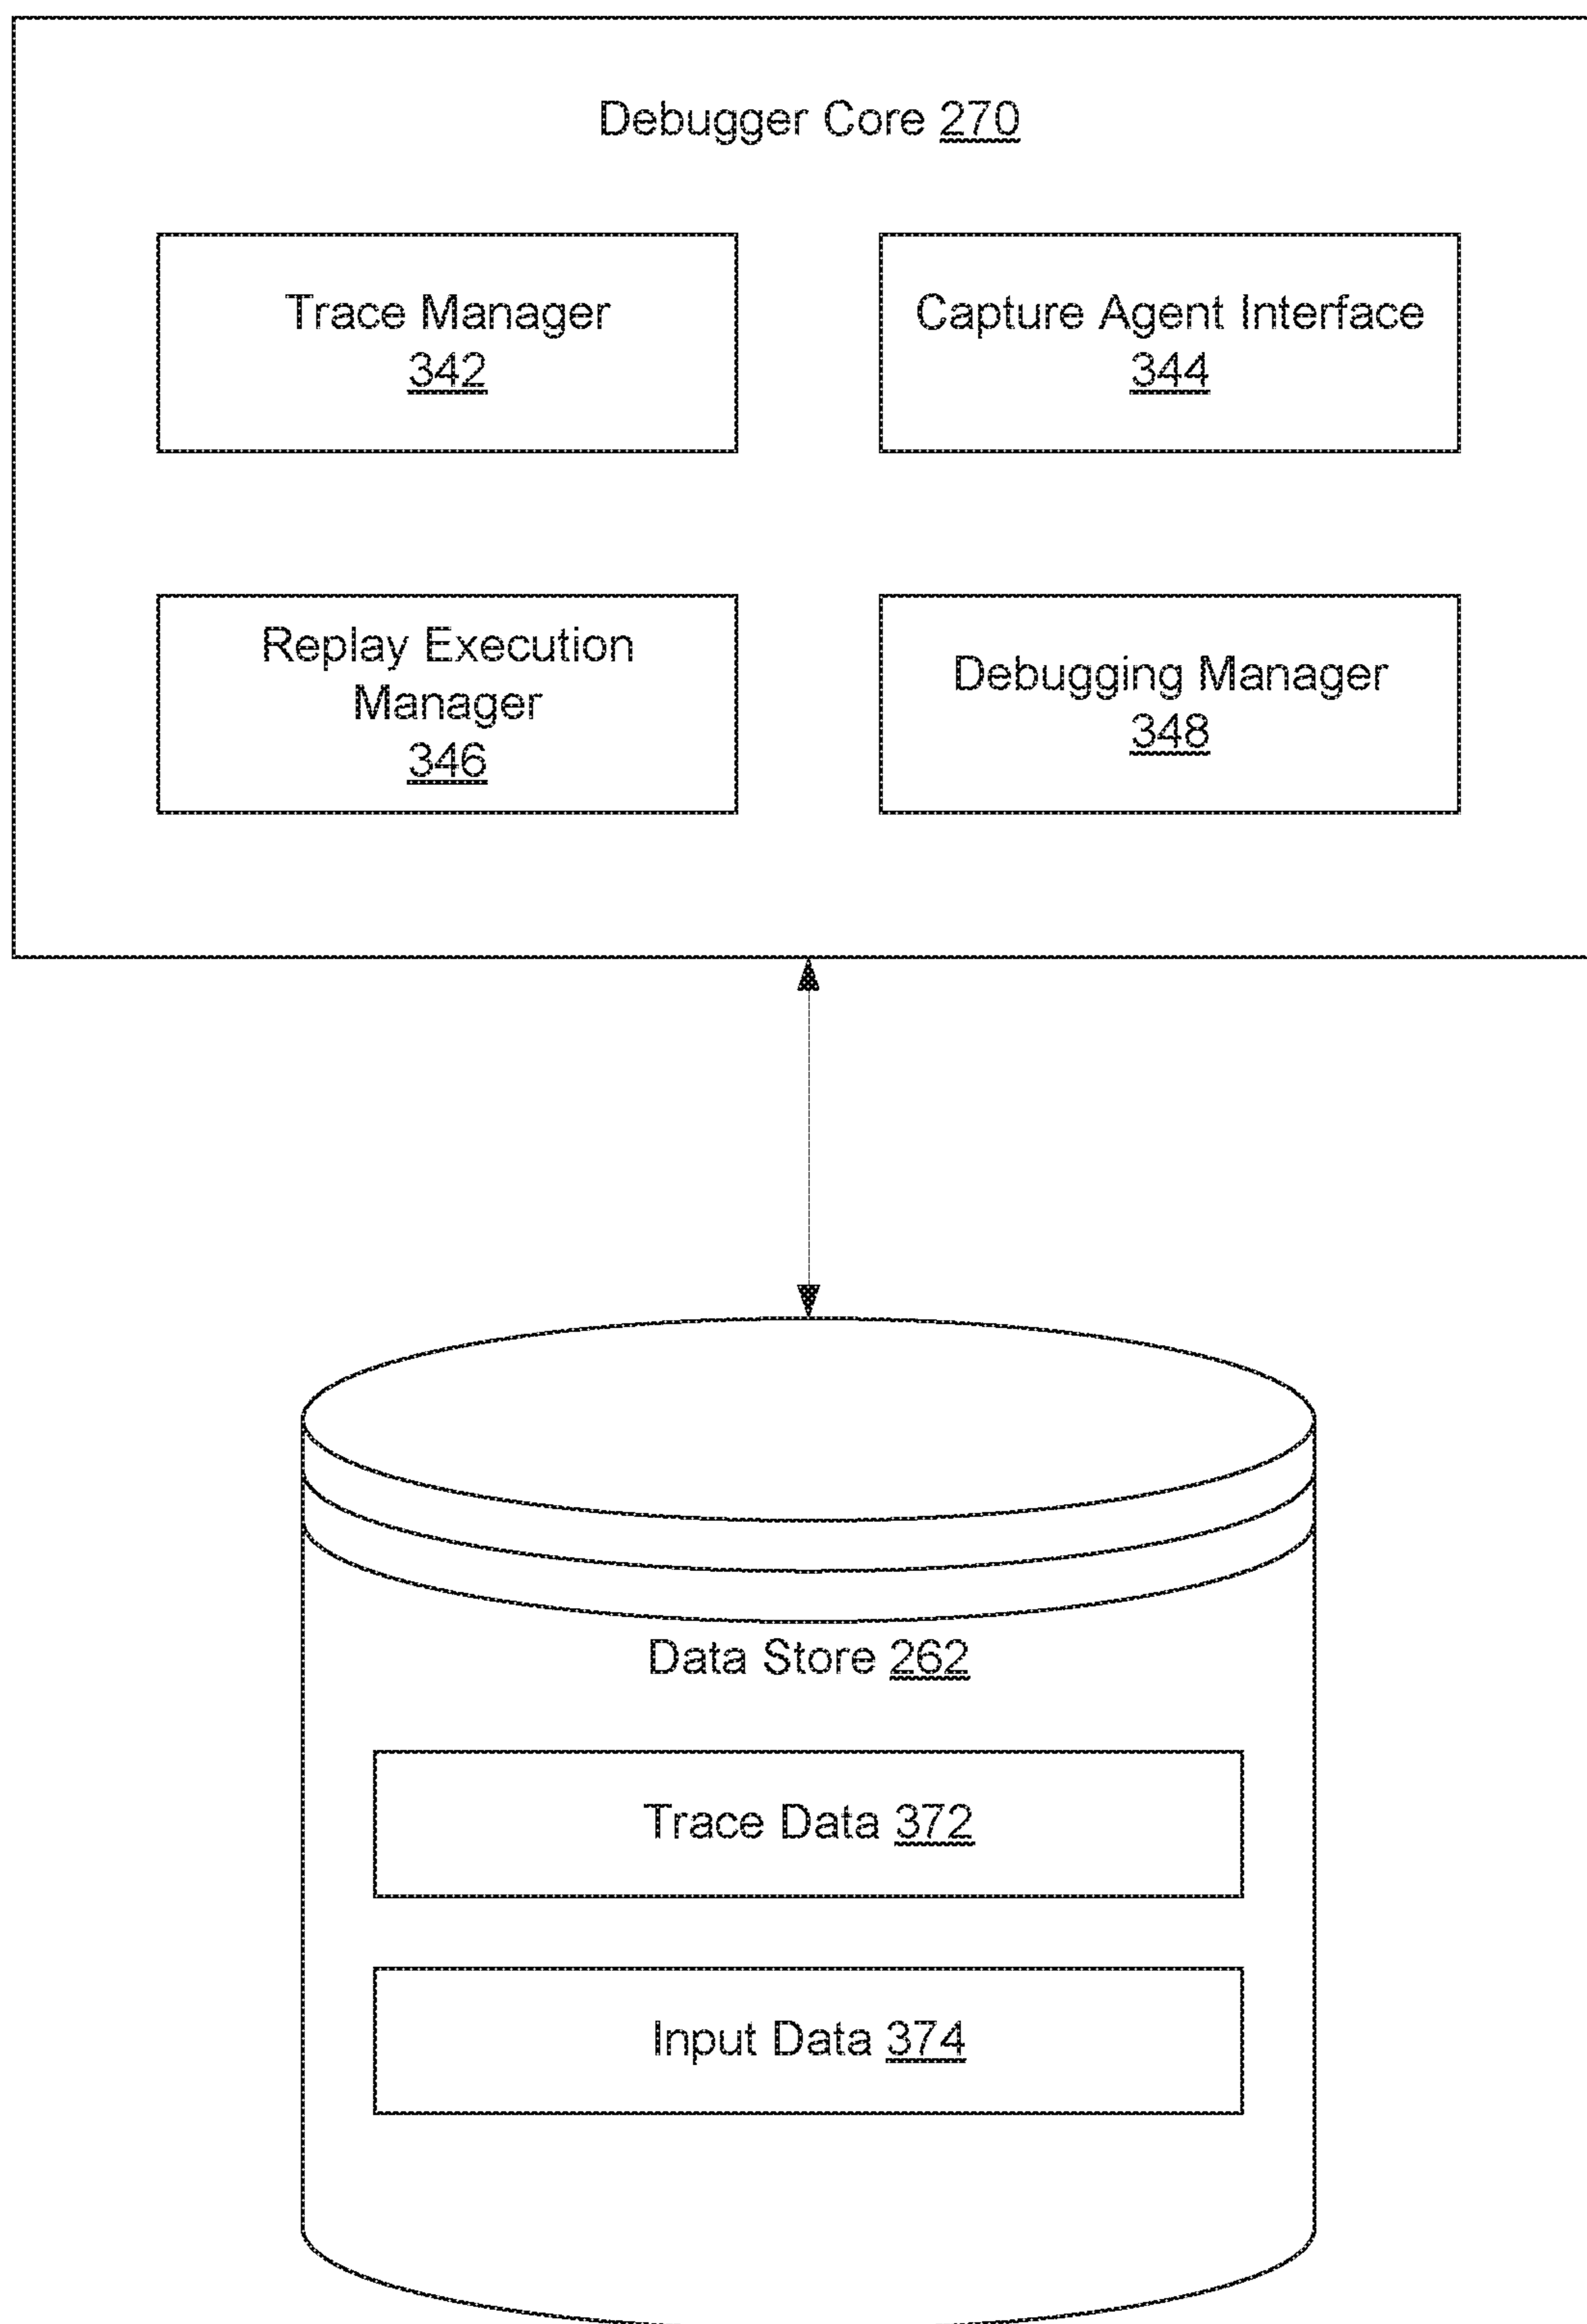 Debugger Core 270
Trace Manager
342
Capture Agent Interface
344
Replay Execution
Manager
346
Debugging Manager
348
Data Store 262
Trace Data 372
Input Data 374